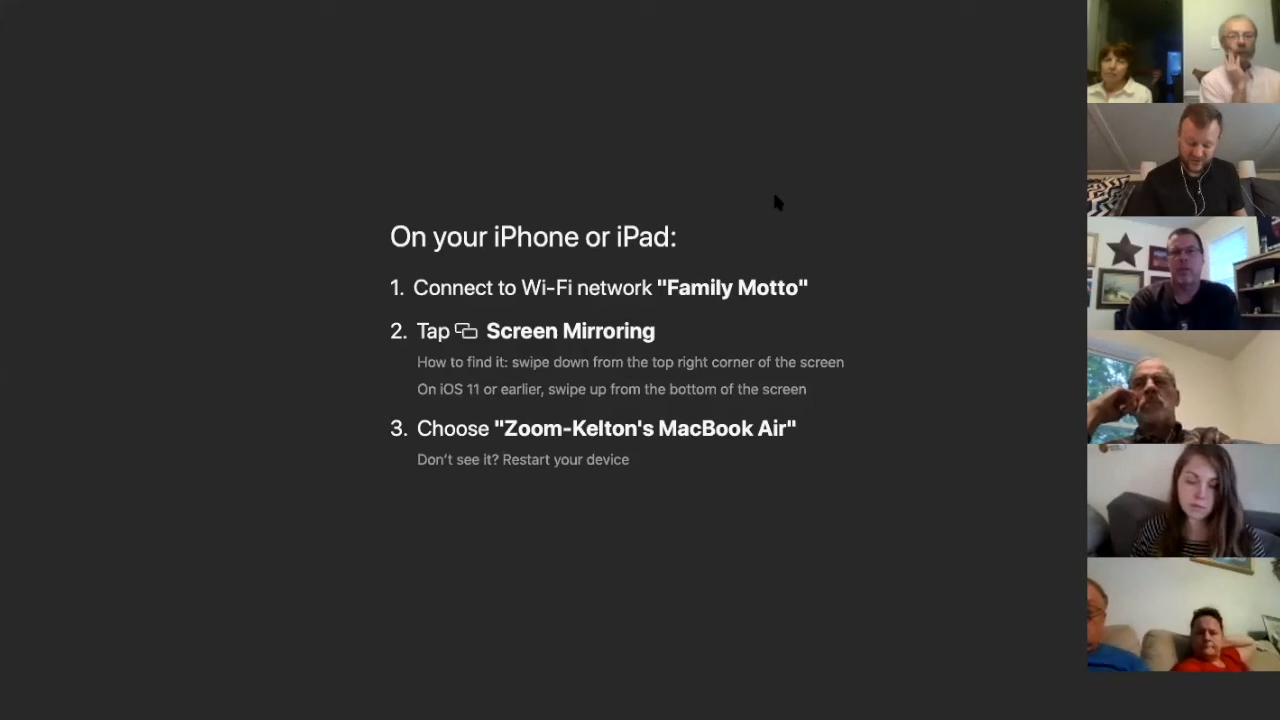 On your iPhone or iPad:
1. Connect to Wi-Fi network "Family Motto"
2. Tap Screen Mirroring
How to find it: swipe down from the top right corner of the screen
On iOS 11 or earlier, swipe up from the bottom of the screen
3. Choose "Zoom-Kelton's MacBook Air"
Don't see it? Restart your device